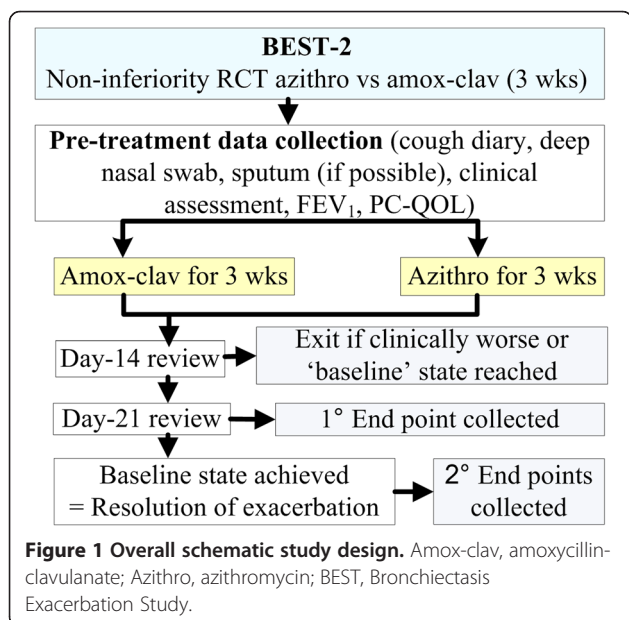 BEST-2
Non-inferiority RCT azithro vs amox-clav (3 wks)
Pre-treatment data collection (cough diary, deep
nasal swab, sputum (if possible), clinical
assessment, FEV₁, PC-QOL)
Amox-clav for 3 wks
Azithro for 3 wks
Day-14 review
Exit if clinically worse or
‘baseline’ state reached
Day-21 review
1° End point collected
Baseline state achieved
= Resolution of exacerbation
2° End points
collected
Figure 1 Overall schematic study design. Amox-clav, amoxycillin-
clavulanate; Azithro, azithromycin; BEST, Bronchiectasis
Exacerbation Study.